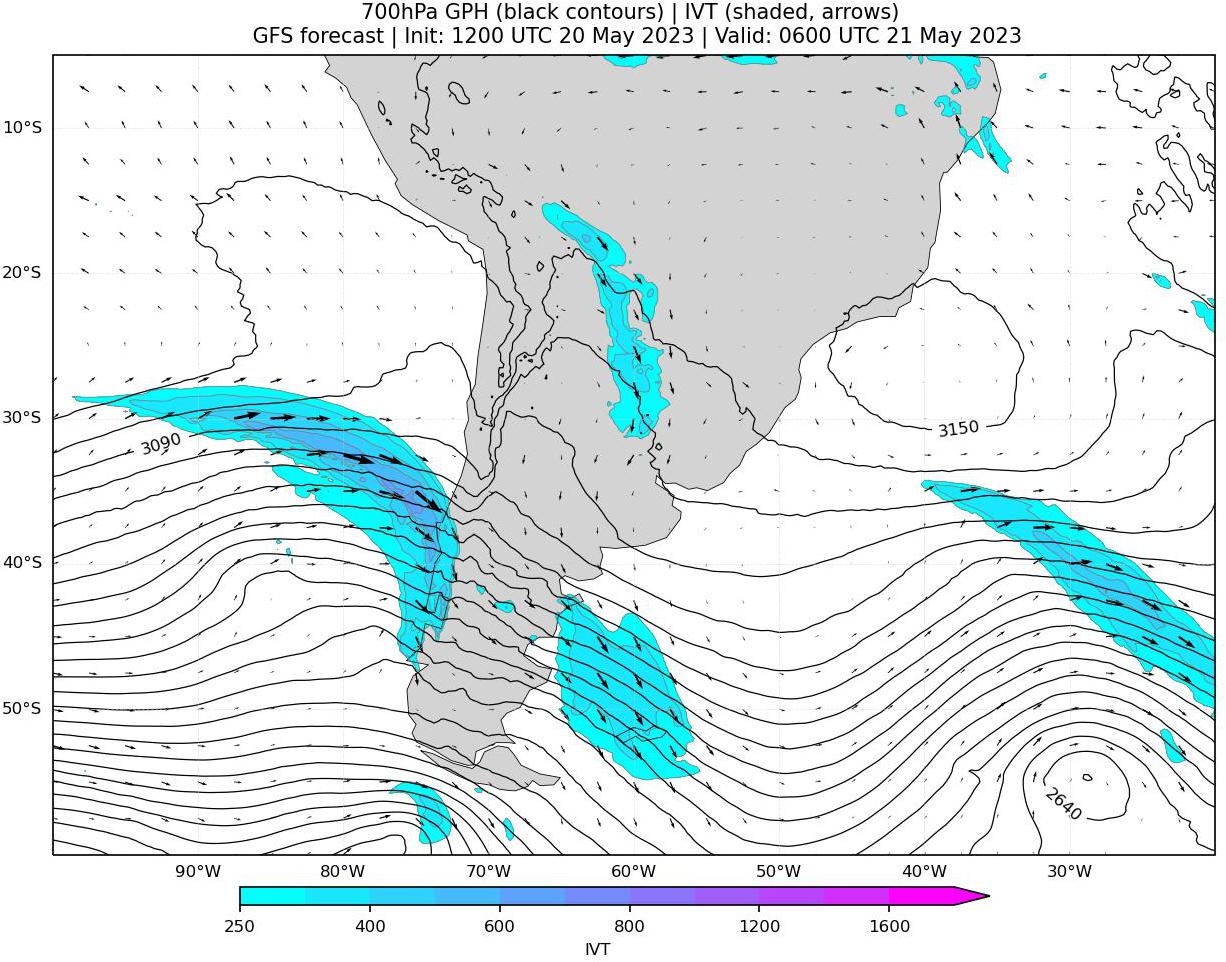 700hPa GPH (black contours) | IVT (shaded, arrows)
GFS forecast | Init: 1200 UTC 20 May 2023 | Valid: 0600 UTC 21 May 2023
10°S
20°S
30°S
40°S
50°S
3090
3150
2640
90°W 80°W 70°W 60°W 50°W 40°W 30°W
250 400 600 800 1200 1600
IVT